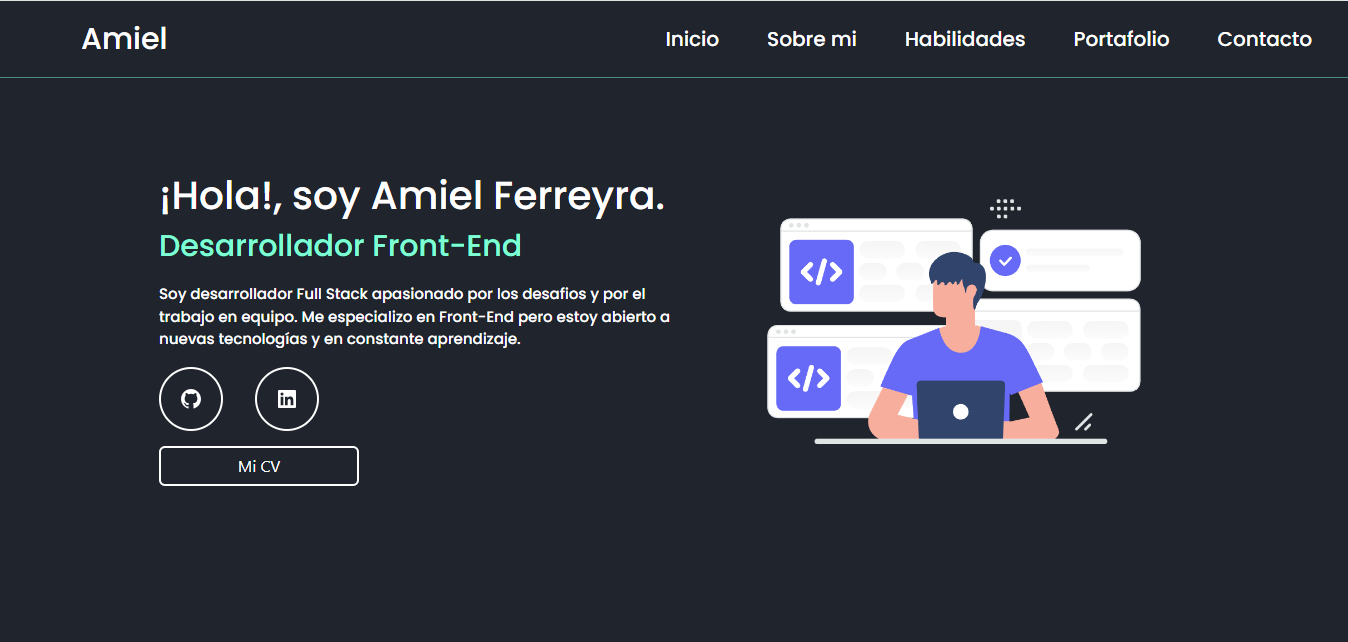 Amiel
Inicio Sobre mi Habilidades Portafolio Contacto
¡Hola!, soy Amiel Ferreyra.
Desarrollador Front-End
Soy desarrollador Full Stack apasionado por los desafios y por el
trabajo en equipo. Me especializo en Front-End pero estoy abierto a
nuevas tecnologías y en constante aprendizaje.
in
Mi CV